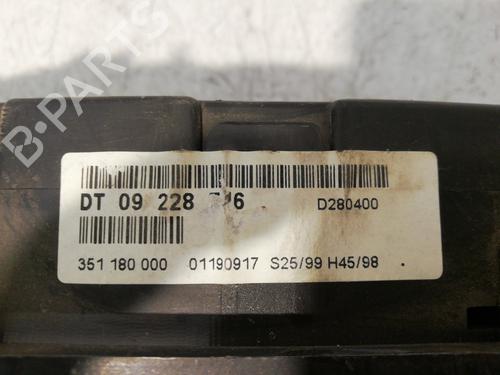 B-PARTS
DT 09 228 D280400
351 180 000 01190917 S25/99 H45/98 .